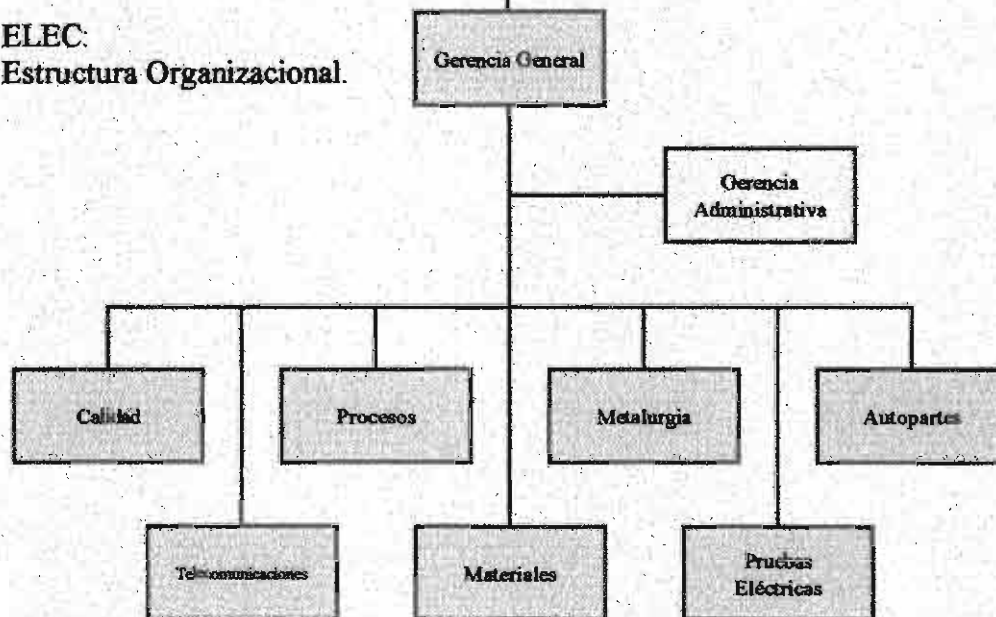 ELEC:
Estructura Organizacional.
Gerencia General
Gerencia
Administrativa
Calidad
Procesos
Metalurgia
Autopartes
Telecomunicaciones
Materiales
Pruebas
Eléctricas